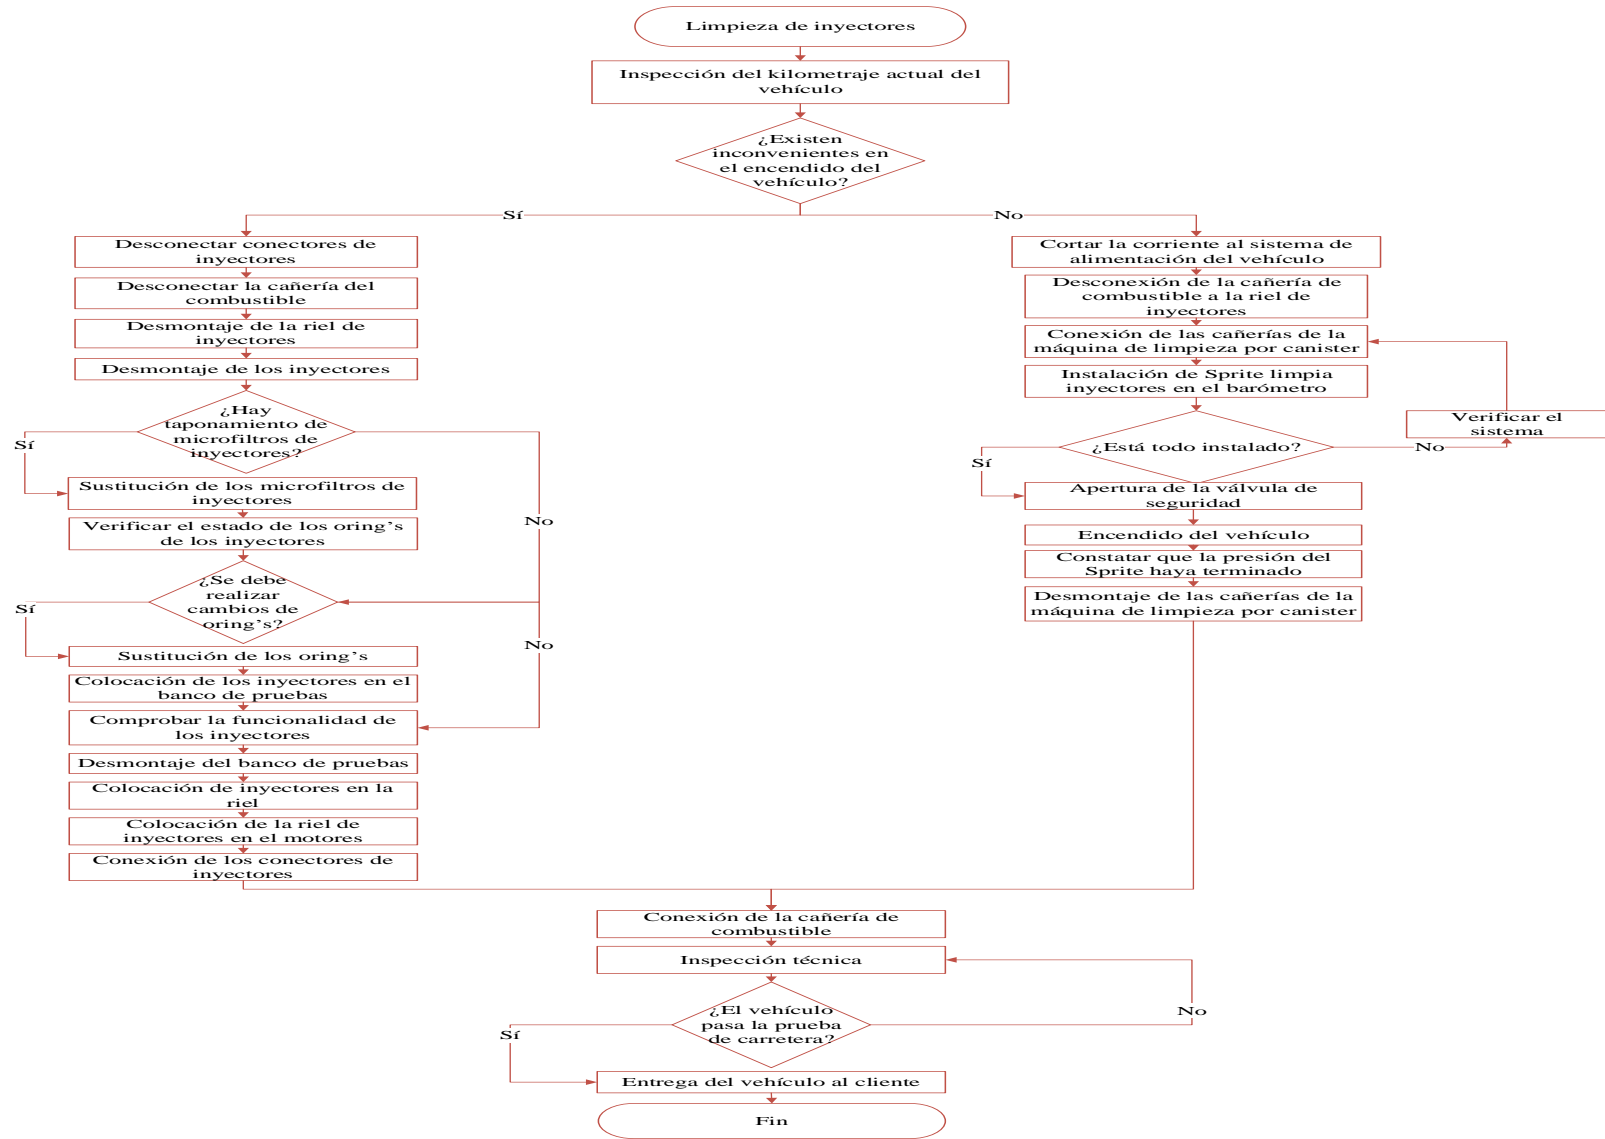 Limpieza de inyectores
Inspección del kilometraje actual del
vehículo
¿Existen
inconvenientes en
el encendido del
vehículo?
Sí
No
Desconectar conectores de
inyectores
Desconectar la cañería del
combustible
Desmontaje de la riel de
inyectores
Desmontaje de los inyectores
¿Hay
taponamiento de
microfiltros de
inyectores?
Sí
No
Sustitución de los microfiltros de
inyectores
Verificar el estado de los oring’s
de los inyectores
¿Se debe
realizar
cambios de
oring’s?
Sí
No
Sustitución de los oring’s
Colocación de los inyectores en el
banco de pruebas
Comprobar la funcionalidad de
los inyectores
Desmontaje del banco de pruebas
Colocación de inyectores en la
riel
Colocación de la riel de
inyectores en el motores
Conexión de los conectores de
inyectores
Cortar la corriente al sistema de
alimentación del vehículo
Desconexión de la cañería de
combustible a la riel de
inyectores
Conexión de las cañerías de la
máquina de limpieza por canister
Instalación de Sprite limpia
inyectores en el barómetro
¿Está todo instalado?
Sí
No
Verificar el
sistema
Apertura de la válvula de
seguridad
Encendido del vehículo
Constatar que la presión del
Sprite haya terminado
Desmontaje de las cañerías de la
máquina de limpieza por canister
Conexión de la cañería de
combustible
Inspección técnica
¿El vehículo
pasa la prueba
de carretera?
Sí
No
Entrega del vehículo al cliente
Fin